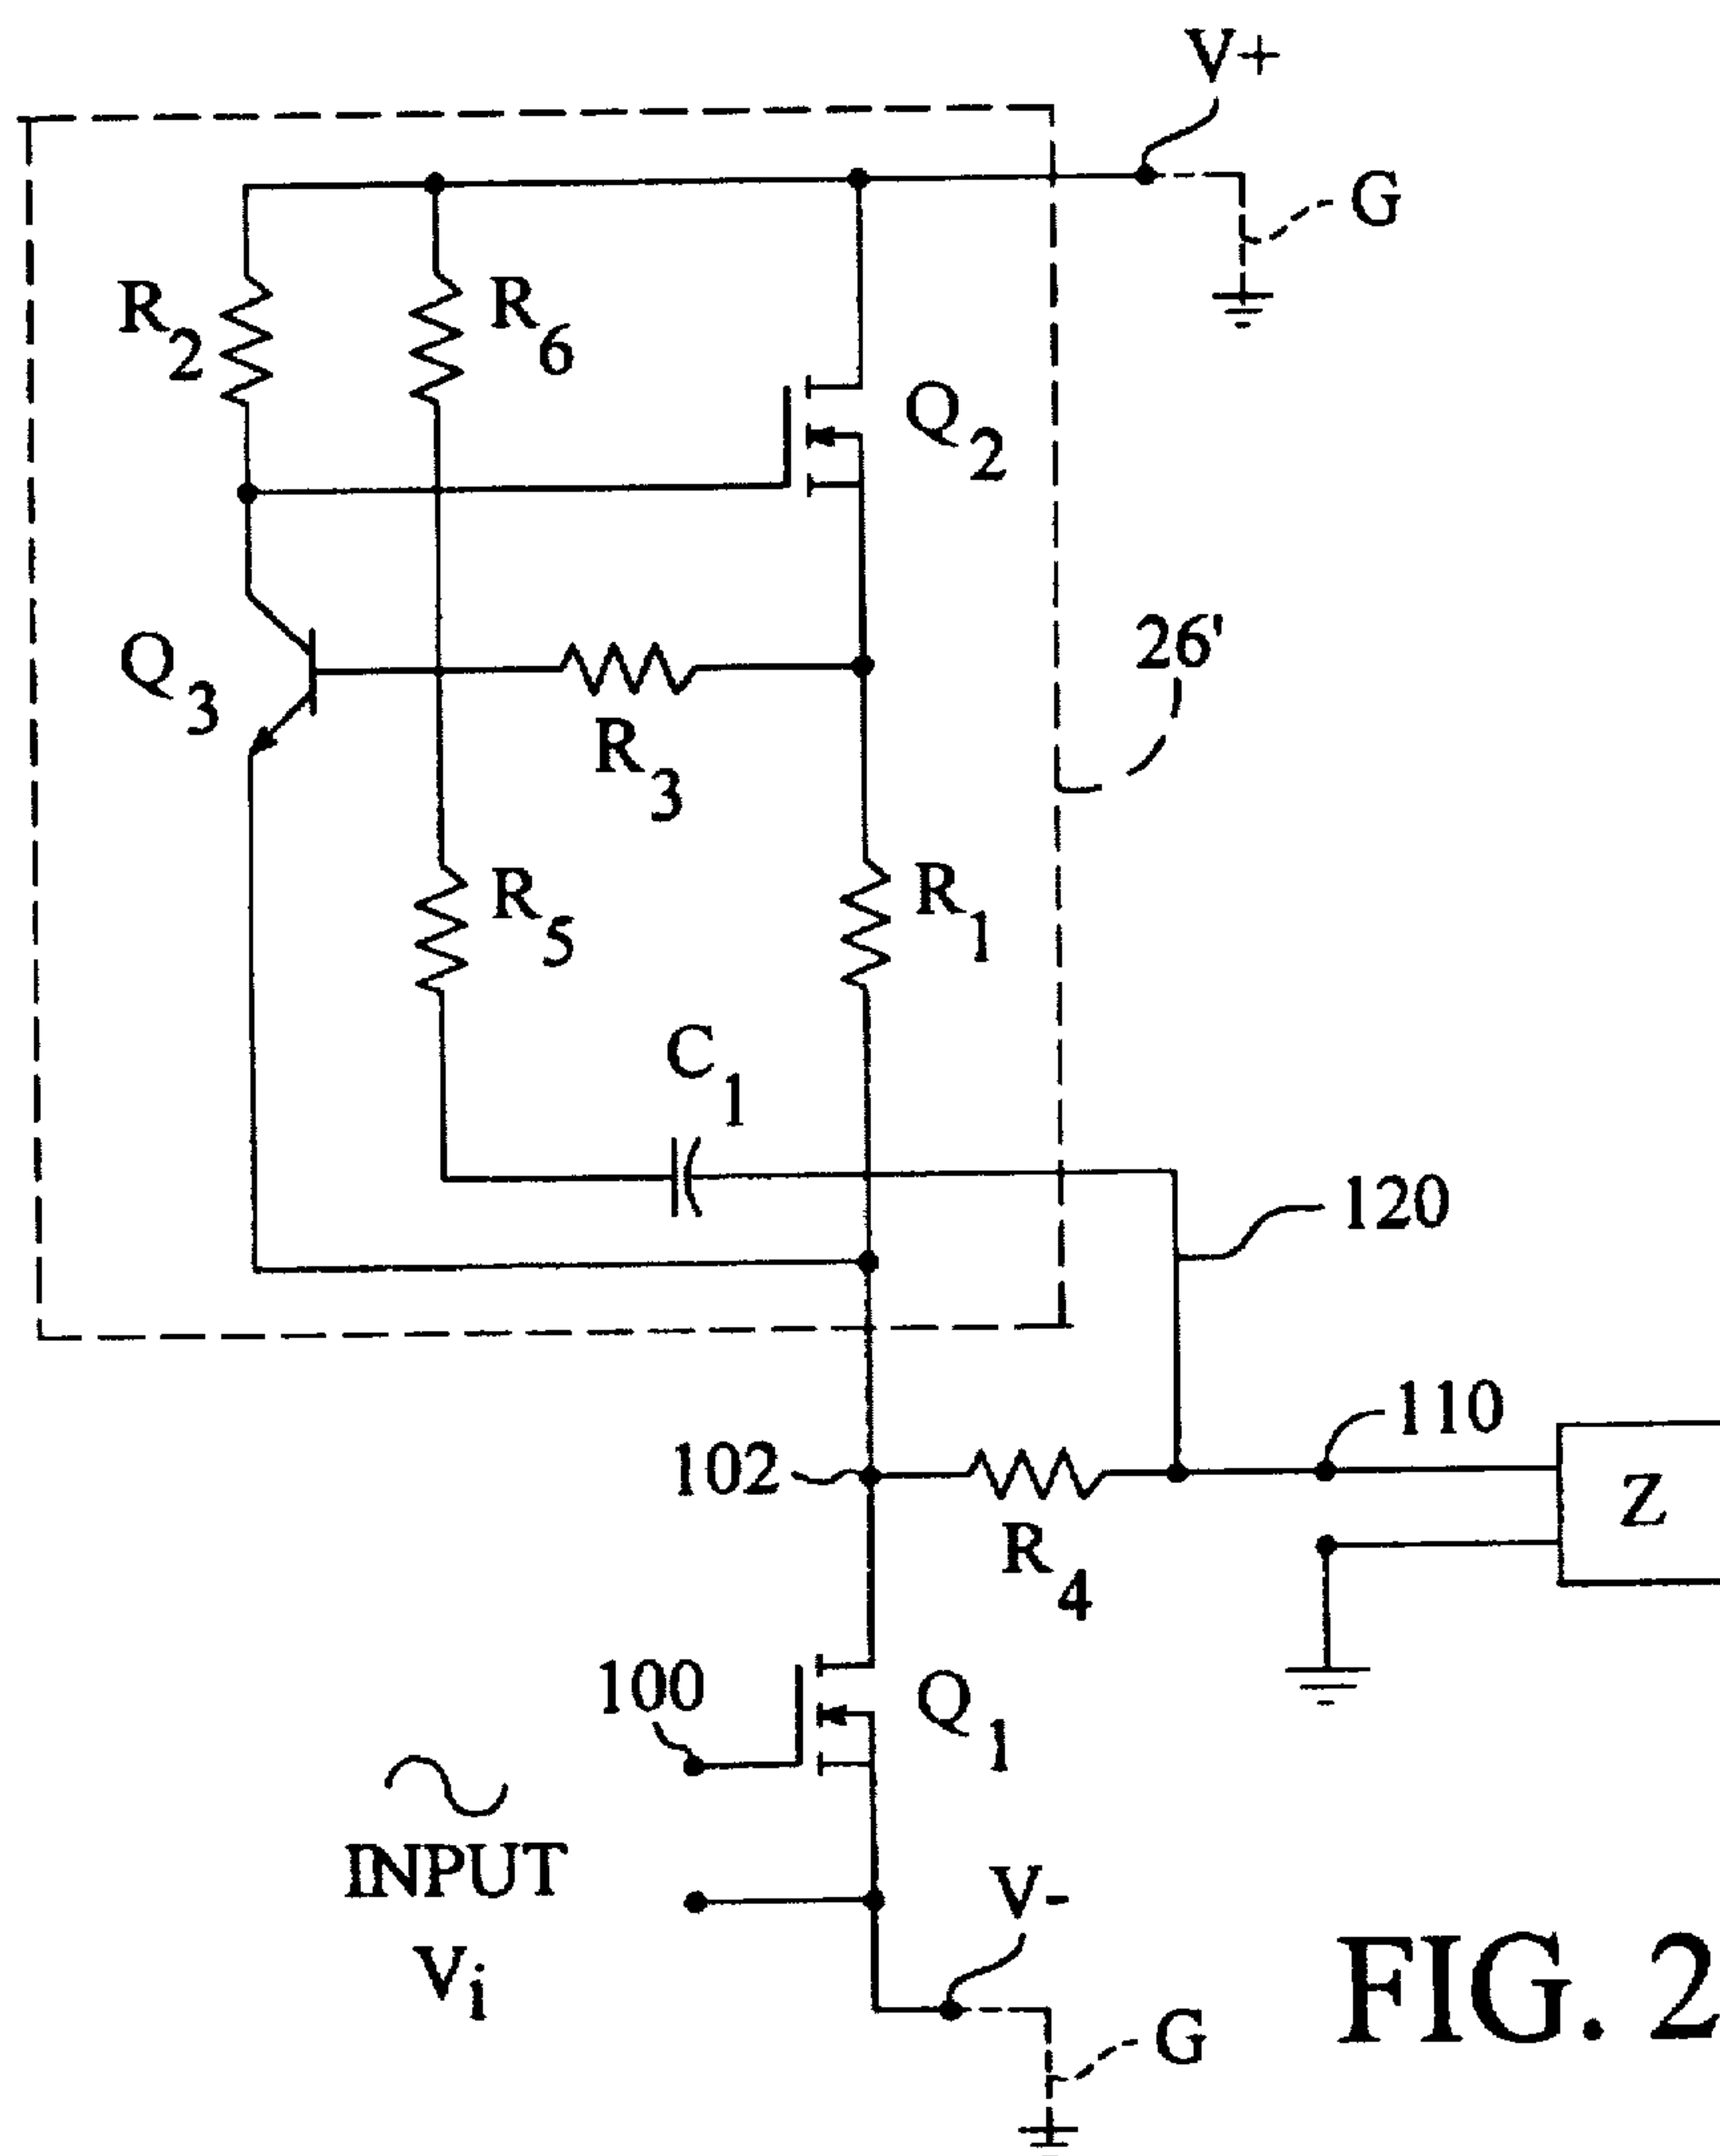 V+
G
R2
R6
Q2
26'
Q3
R3
R5
R1
C1
120
110
102
Z
R4
100
Q1
INPUT
Vi
V-
G
FIG. 2